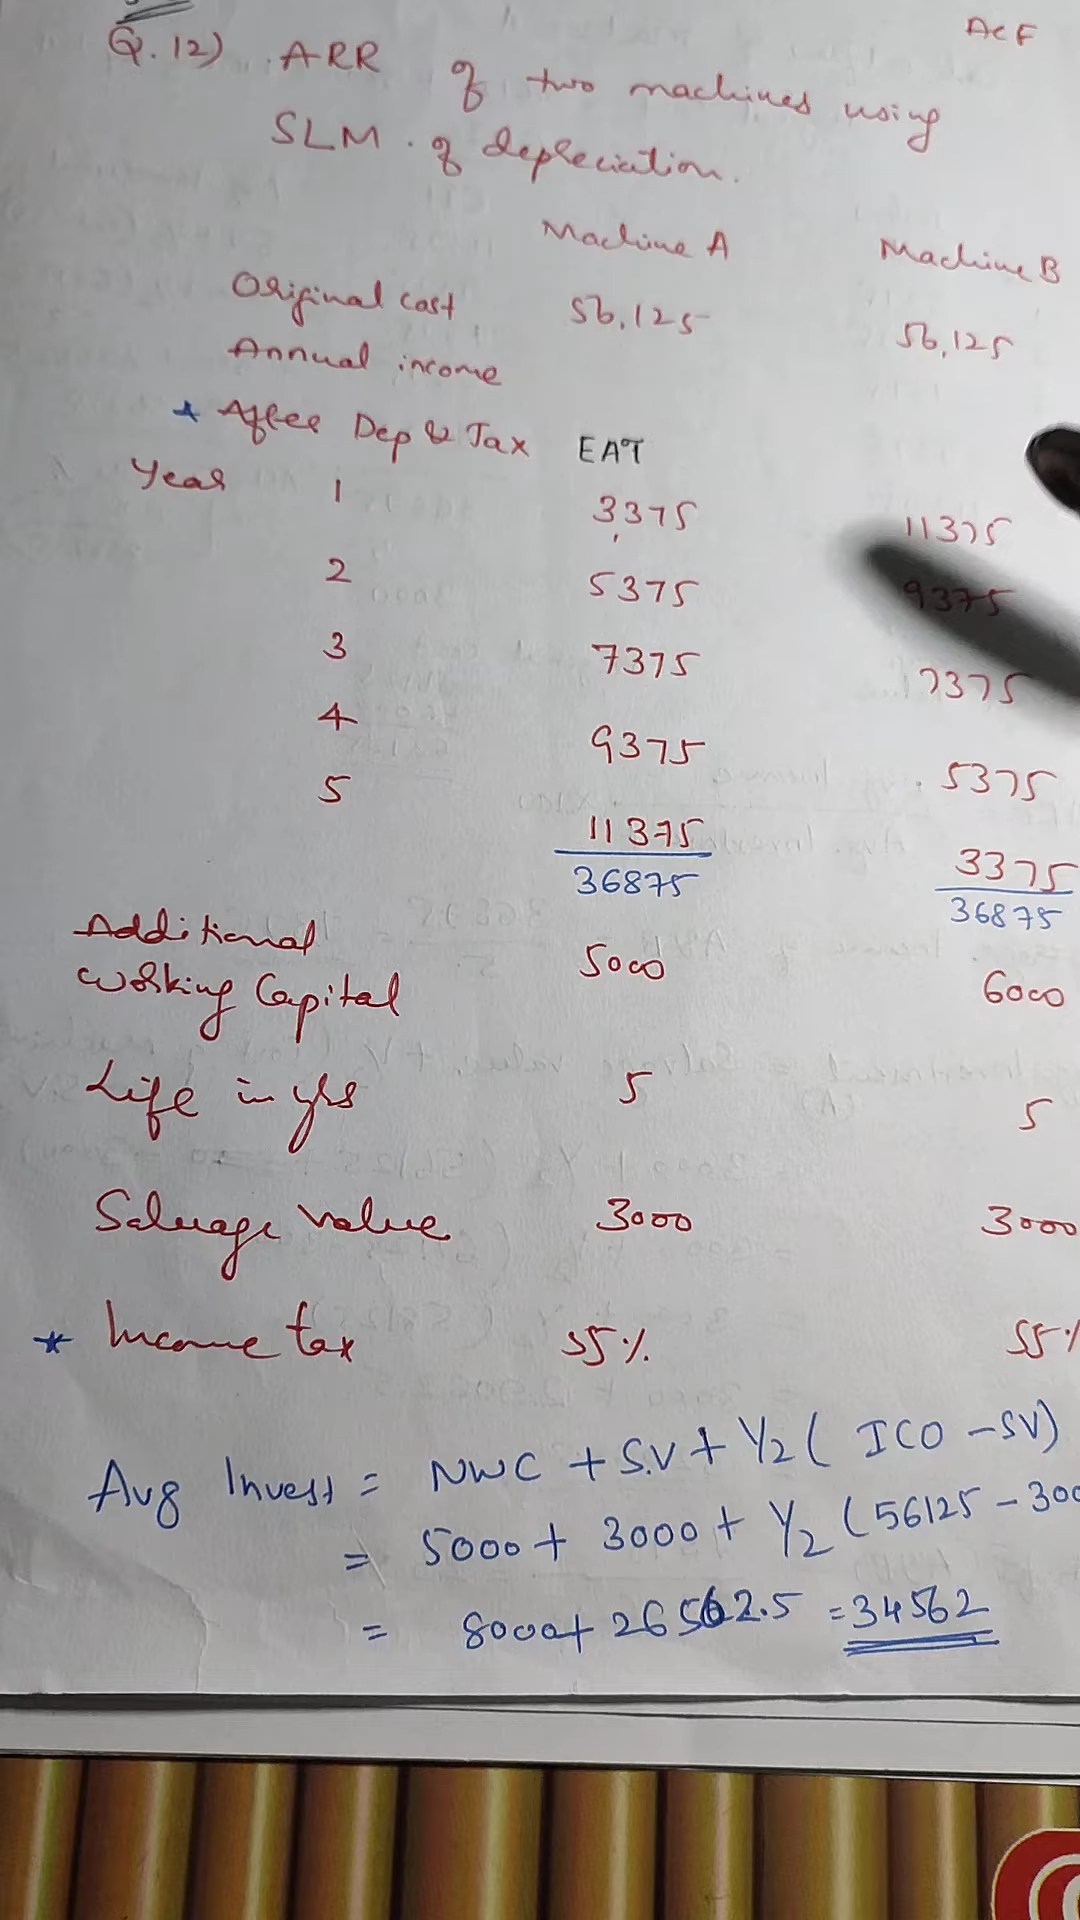 AcF
Q.12) ARR of two machines using
SLM. of depreciation.
Machine A Machine B
Original cost 56,125 56,125
Annual income
* After Dep & Tax EAT
Year 1 3375 11375
2 5375 9375
3 7375 7375
4 9375 5375
5 11375 3375
36875 36875
Additional
Working Capital 5000 6000
Life in yrs 5 5
Salvage value 3000 3000
* Income tax 55%. 55%
Avg Invest = NWC + S.V + 1/2 ( ICO - SV)
= 5000 + 3000 + 1/2 (56125 - 300
= 8000 + 26562.5 = 34562